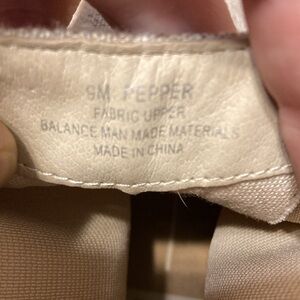 9M PEPPER
FABRIC UPPER
BALANCE MAN MADE MATERIALS
MADE IN CHINA